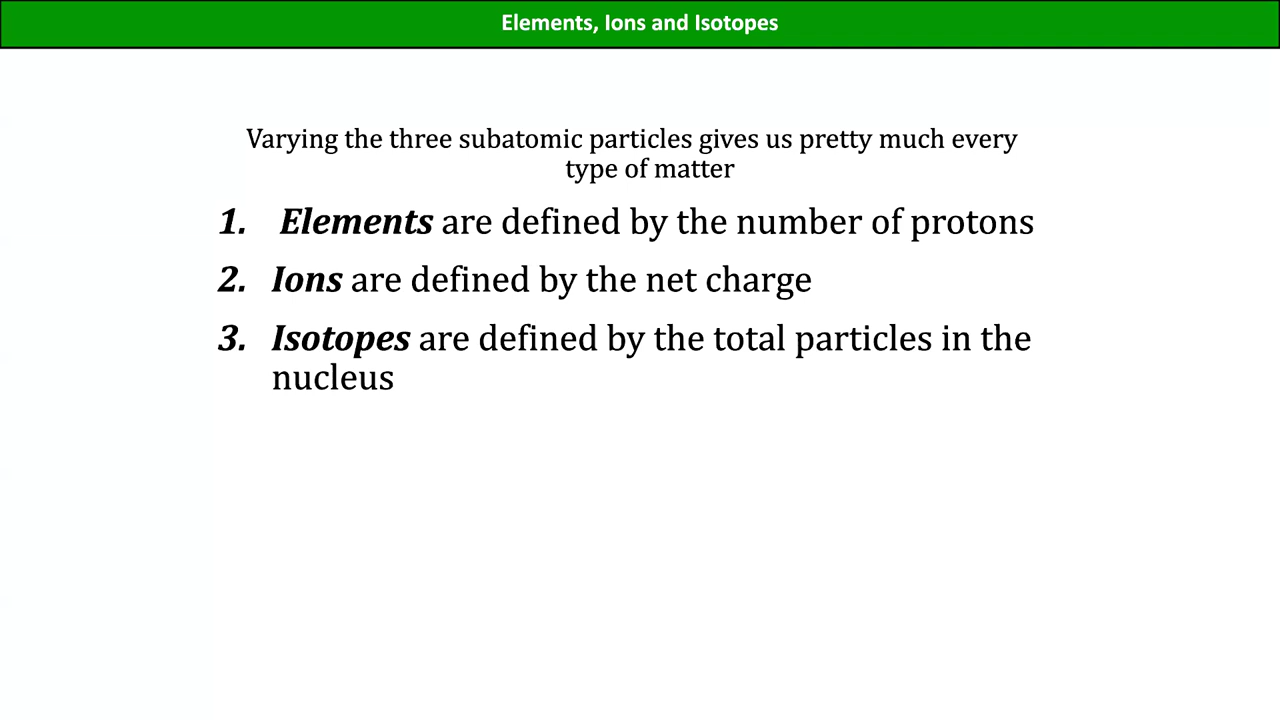 Elements, Ions and Isotopes
Varying the three subatomic particles gives us pretty much every
type of matter
1. Elements are defined by the number of protons
2. Ions are defined by the net charge
3. Isotopes are defined by the total particles in the
nucleus